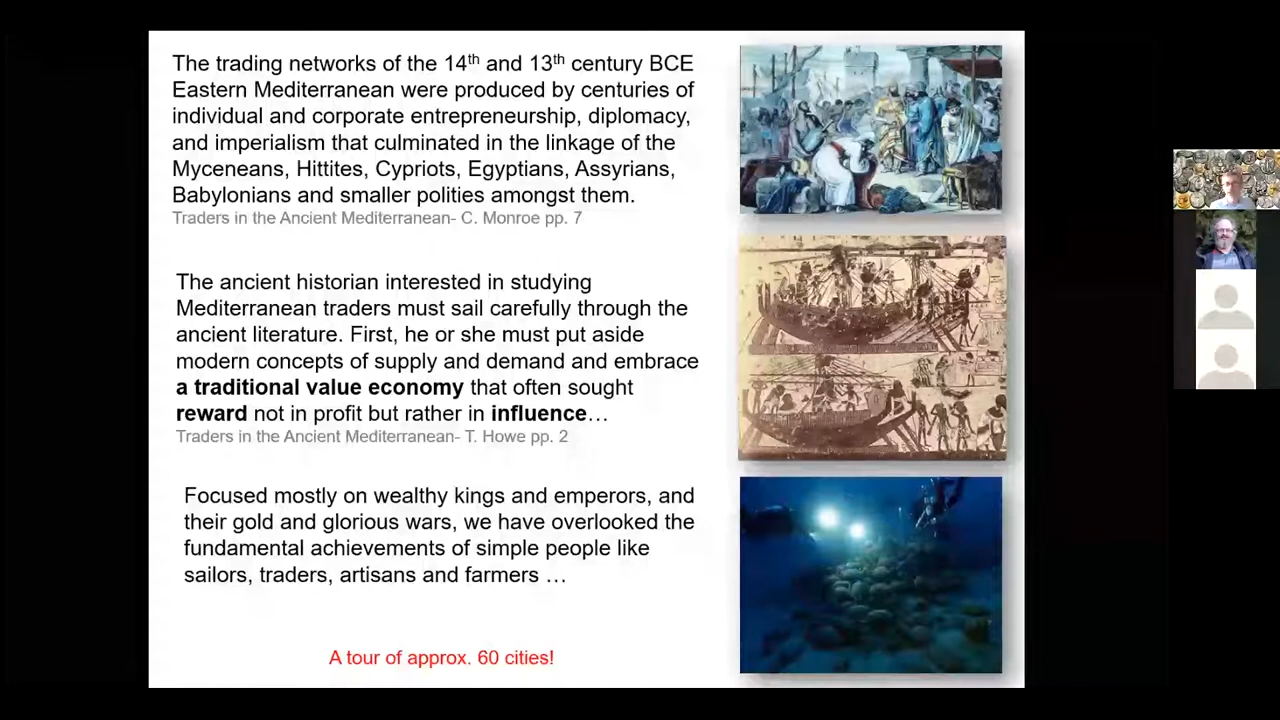 The trading networks of the 14th and 13th century BCE
Eastern Mediterranean were produced by centuries of
individual and corporate entrepreneurship, diplomacy,
and imperialism that culminated in the linkage of the
Myceneans, Hittites, Cypriots, Egyptians, Assyrians,
Babylonians and smaller polities amongst them.
Traders in the Ancient Mediterranean- C. Monroe pp. 7
The ancient historian interested in studying
Mediterranean traders must sail carefully through the
ancient literature. First, he or she must put aside
modern concepts of supply and demand and embrace
a traditional value economy that often sought
reward not in profit but rather in influence…
Traders in the Ancient Mediterranean- T. Howe pp. 2
Focused mostly on wealthy kings and emperors, and
their gold and glorious wars, we have overlooked the
fundamental achievements of simple people like
sailors, traders, artisans and farmers …
A tour of approx. 60 cities!